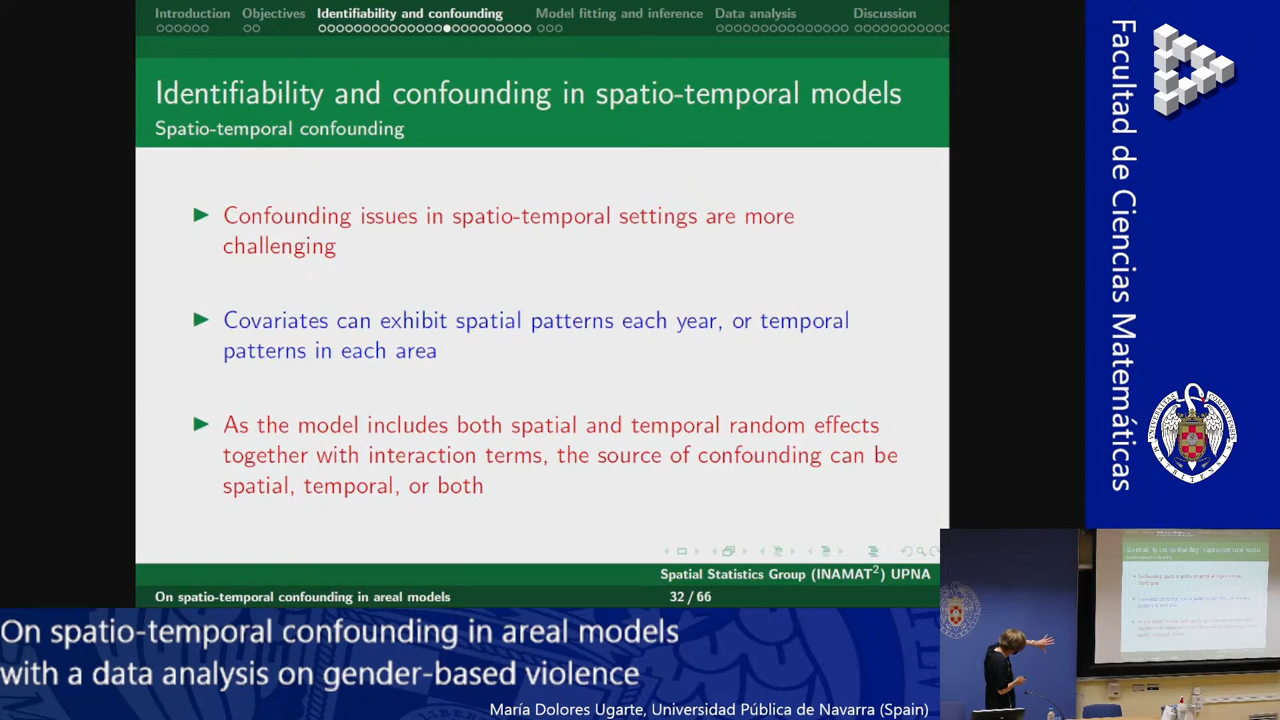 Introduction Objectives Identifiability and confounding Model fitting and inference Data analysis Discussion
Identifiability and confounding in spatio-temporal models
Spatio-temporal confounding
Confounding issues in spatio-temporal settings are more
challenging
Covariates can exhibit spatial patterns each year, or temporal
patterns in each area
As the model includes both spatial and temporal random effects
together with interaction terms, the source of confounding can be
spatial, temporal, or both
Spatial Statistics Group (INAMAT²) UPNA
On spatio-temporal confounding in areal models 32 / 66
Facultad de Ciencias Matemáticas
On spatio-temporal confounding in areal models
with a data analysis on gender-based violence
María Dolores Ugarte, Universidad Pública de Navarra (Spain)